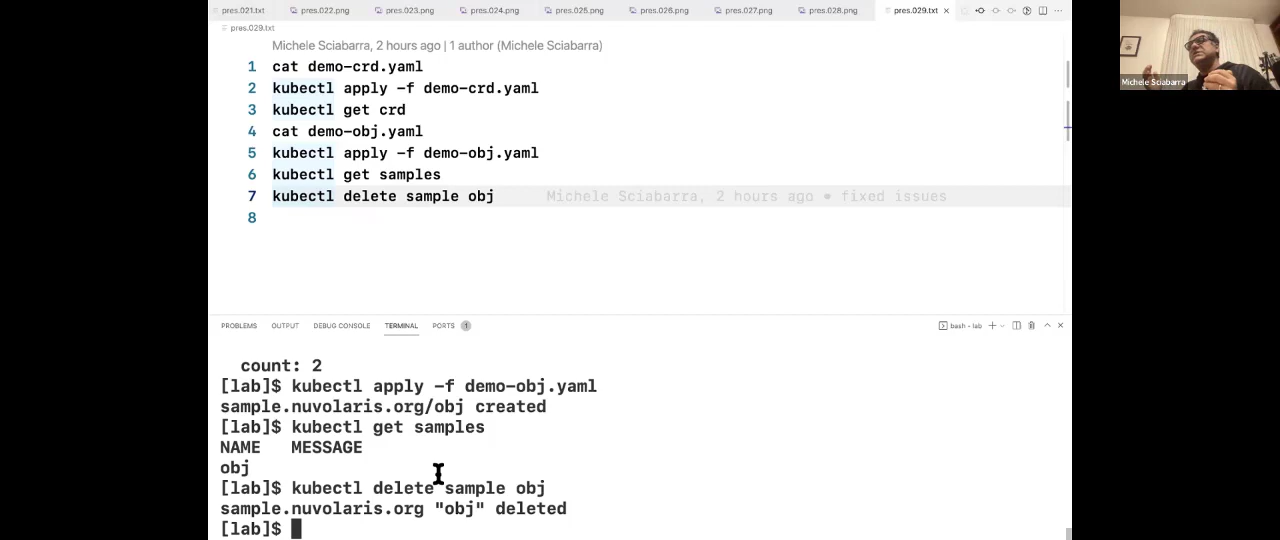 pres.021.txt pres.022.png pres.023.png pres.024.png pres.025.png pres.026.png pres.027.png pres.028.png pres.029.txt
pres.029.txt
Michele Sciabarra, 2 hours ago | 1 author (Michele Sciabarra)
1 cat demo-crd.yaml
2 kubectl apply -f demo-crd.yaml
3 kubectl get crd
4 cat demo-obj.yaml
5 kubectl apply -f demo-obj.yaml
6 kubectl get samples
7 kubectl delete sample obj Michele Sciabarra, 2 hours ago • fixed issues
8
Michele Sciabarra
PROBLEMS OUTPUT DEBUG CONSOLE TERMINAL PORTS 1 bash - lab
count: 2
[lab]$ kubectl apply -f demo-obj.yaml
sample.nuvolaris.org/obj created
[lab]$ kubectl get samples
NAME MESSAGE
obj
[lab]$ kubectl delete sample obj
sample.nuvolaris.org "obj" deleted
[lab]$